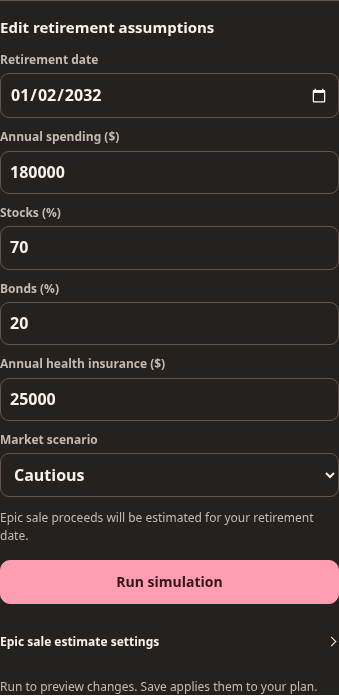 Edit retirement assumptions
Retirement date
01/02/2032
Annual spending ($)
180000
Stocks (%)
70
Bonds (%)
20
Annual health insurance ($)
25000
Market scenario
Cautious
Epic sale proceeds will be estimated for your retirement
date.
Run simulation
Epic sale estimate settings
Run to preview changes. Save applies them to your plan.